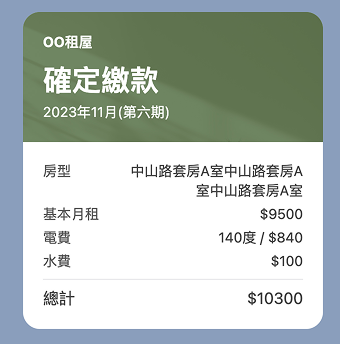 OO租屋
確定繳款
2023年11月(第六期)
房型 中山路套房A室中山路套房A
室中山路套房A室
基本月租 $9500
電費 140度 / $840
水費 $100
總計 $10300